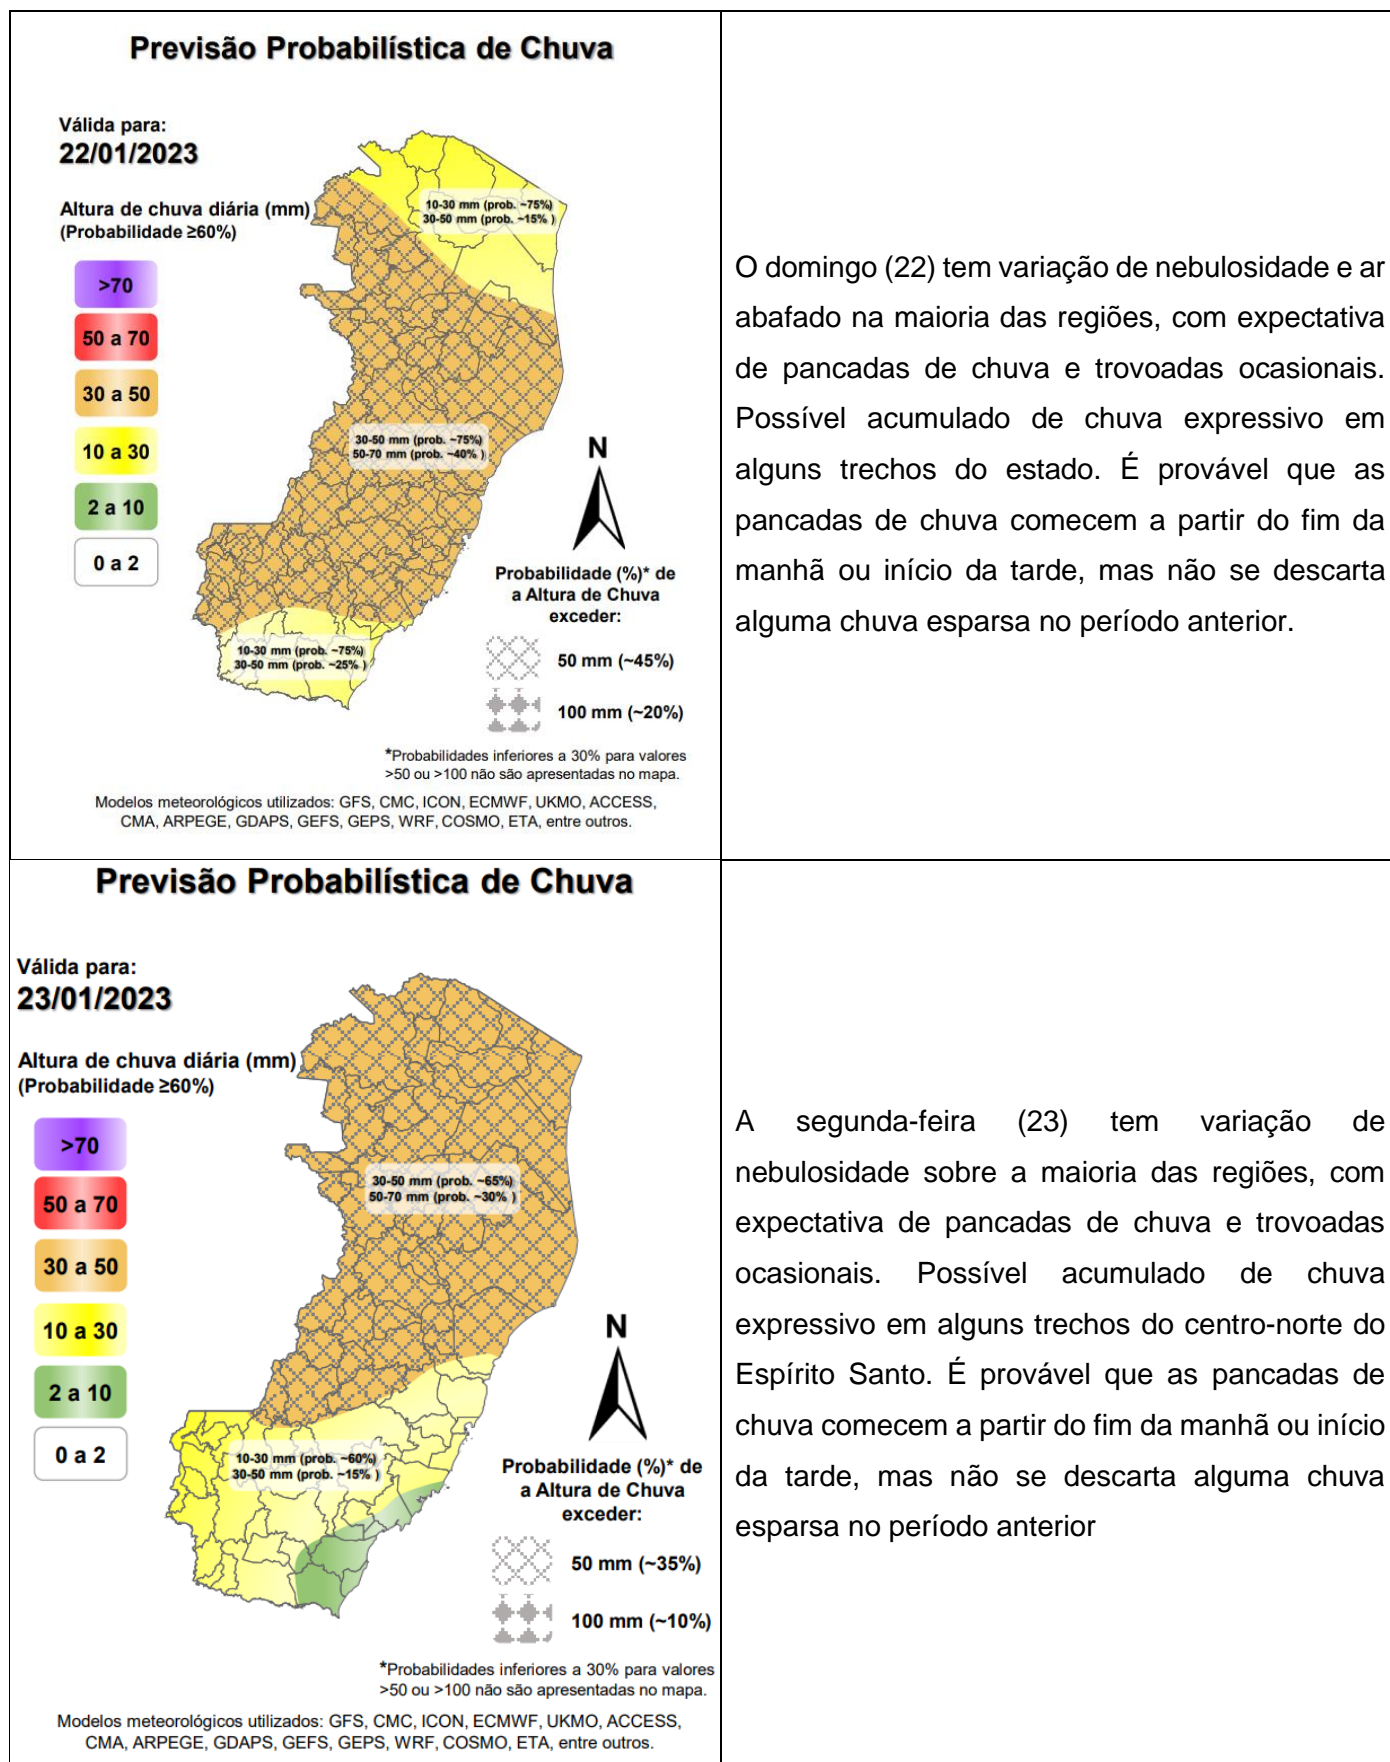 Previsão Probabilística de Chuva
Válida para:
22/01/2023
Altura de chuva diária (mm)
(Probabilidade ≥60%)
>70
50 a 70
30 a 50
10 a 30
2 a 10
0 a 2
10-30 mm (prob. ~75%)
30-50 mm (prob. ~15% )
30-50 mm (prob. ~75%)
50-70 mm (prob. ~40% )
10-30 mm (prob. ~75%)
30-50 mm (prob. ~25% )
N
Probabilidade (%)* de
a Altura de Chuva
exceder:
50 mm (~45%)
100 mm (~20%)
*Probabilidades inferiores a 30% para valores
>50 ou >100 não são apresentadas no mapa.
Modelos meteorológicos utilizados: GFS, CMC, ICON, ECMWF, UKMO, ACCESS,
CMA, ARPEGE, GDAPS, GEFS, GEPS, WRF, COSMO, ETA, entre outros.
O domingo (22) tem variação de nebulosidade e ar
abafado na maioria das regiões, com expectativa
de pancadas de chuva e trovoadas ocasionais.
Possível acumulado de chuva expressivo em
alguns trechos do estado. É provável que as
pancadas de chuva comecem a partir do fim da
manhã ou início da tarde, mas não se descarta
alguma chuva esparsa no período anterior.
Previsão Probabilística de Chuva
Válida para:
23/01/2023
Altura de chuva diária (mm)
(Probabilidade ≥60%)
>70
50 a 70
30 a 50
10 a 30
2 a 10
0 a 2
30-50 mm (prob. ~65%)
50-70 mm (prob. ~30% )
10-30 mm (prob. ~60%)
30-50 mm (prob. ~15% )
N
Probabilidade (%)* de
a Altura de Chuva
exceder:
50 mm (~35%)
100 mm (~10%)
*Probabilidades inferiores a 30% para valores
>50 ou >100 não são apresentadas no mapa.
Modelos meteorológicos utilizados: GFS, CMC, ICON, ECMWF, UKMO, ACCESS,
CMA, ARPEGE, GDAPS, GEFS, GEPS, WRF, COSMO, ETA, entre outros.
A segunda-feira (23) tem variação de
nebulosidade sobre a maioria das regiões, com
expectativa de pancadas de chuva e trovoadas
ocasionais. Possível acumulado de chuva
expressivo em alguns trechos do centro-norte do
Espírito Santo. É provável que as pancadas de
chuva comecem a partir do fim da manhã ou início
da tarde, mas não se descarta alguma chuva
esparsa no período anterior